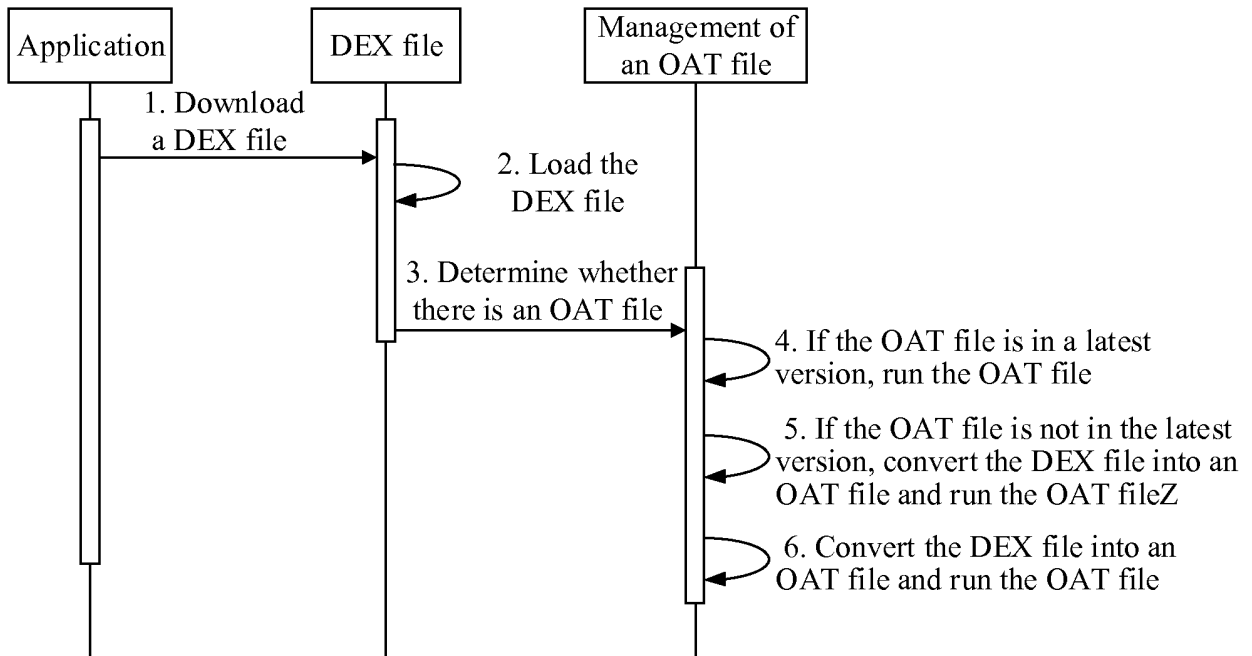 Application
DEX file
Management of
an OAT file
1. Download
a DEX file
2. Load the
DEX file
3. Determine whether
there is an OAT file
4. If the OAT file is in a latest
version, run the OAT file
5. If the OAT file is not in the latest
version, convert the DEX file into an
OAT file and run the OAT fileZ
6. Convert the DEX file into an
OAT file and run the OAT file